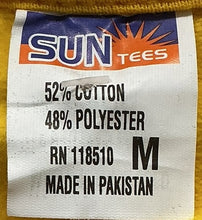 SUN TEES
52% COTTON
48% POLYESTER
RN 118510 M
MADE IN PAKISTAN